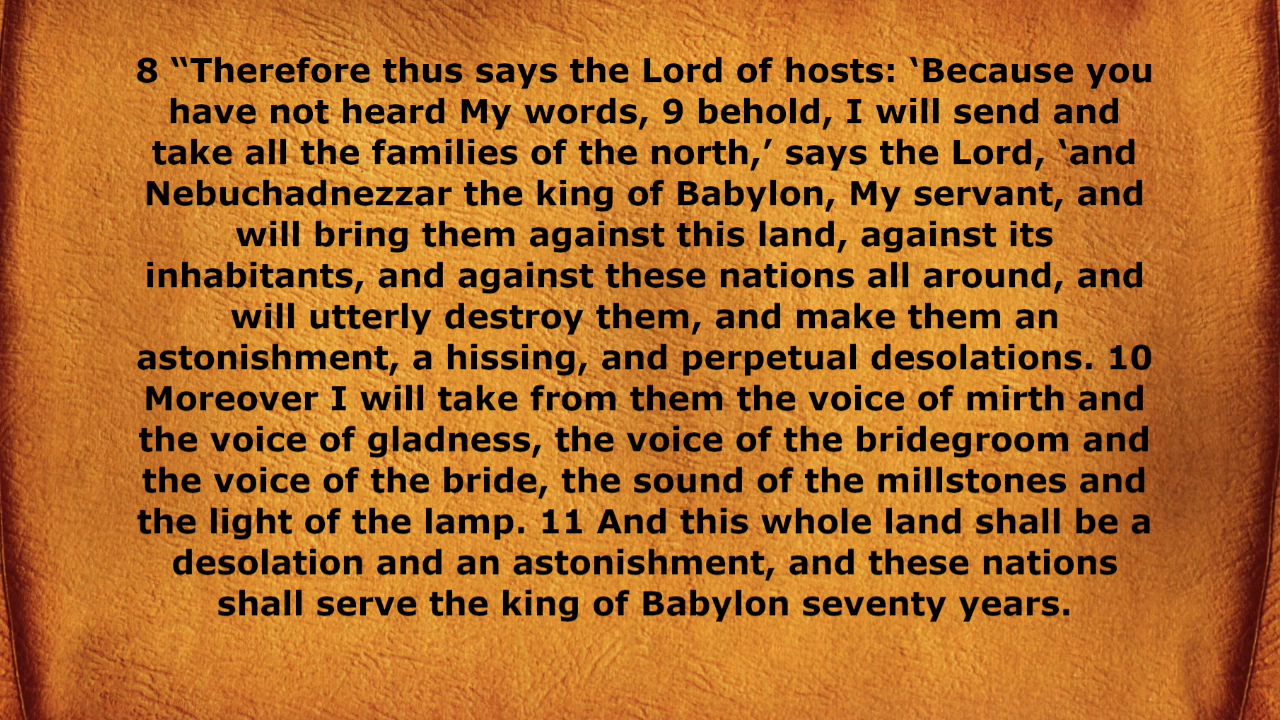 8 “Therefore thus says the Lord of hosts: ‘Because you
have not heard My words, 9 behold, I will send and
take all the families of the north,’ says the Lord, ‘and
Nebuchadnezzar the king of Babylon, My servant, and
will bring them against this land, against its
inhabitants, and against these nations all around, and
will utterly destroy them, and make them an
astonishment, a hissing, and perpetual desolations. 10
Moreover I will take from them the voice of mirth and
the voice of gladness, the voice of the bridegroom and
the voice of the bride, the sound of the millstones and
the light of the lamp. 11 And this whole land shall be a
desolation and an astonishment, and these nations
shall serve the king of Babylon seventy years.